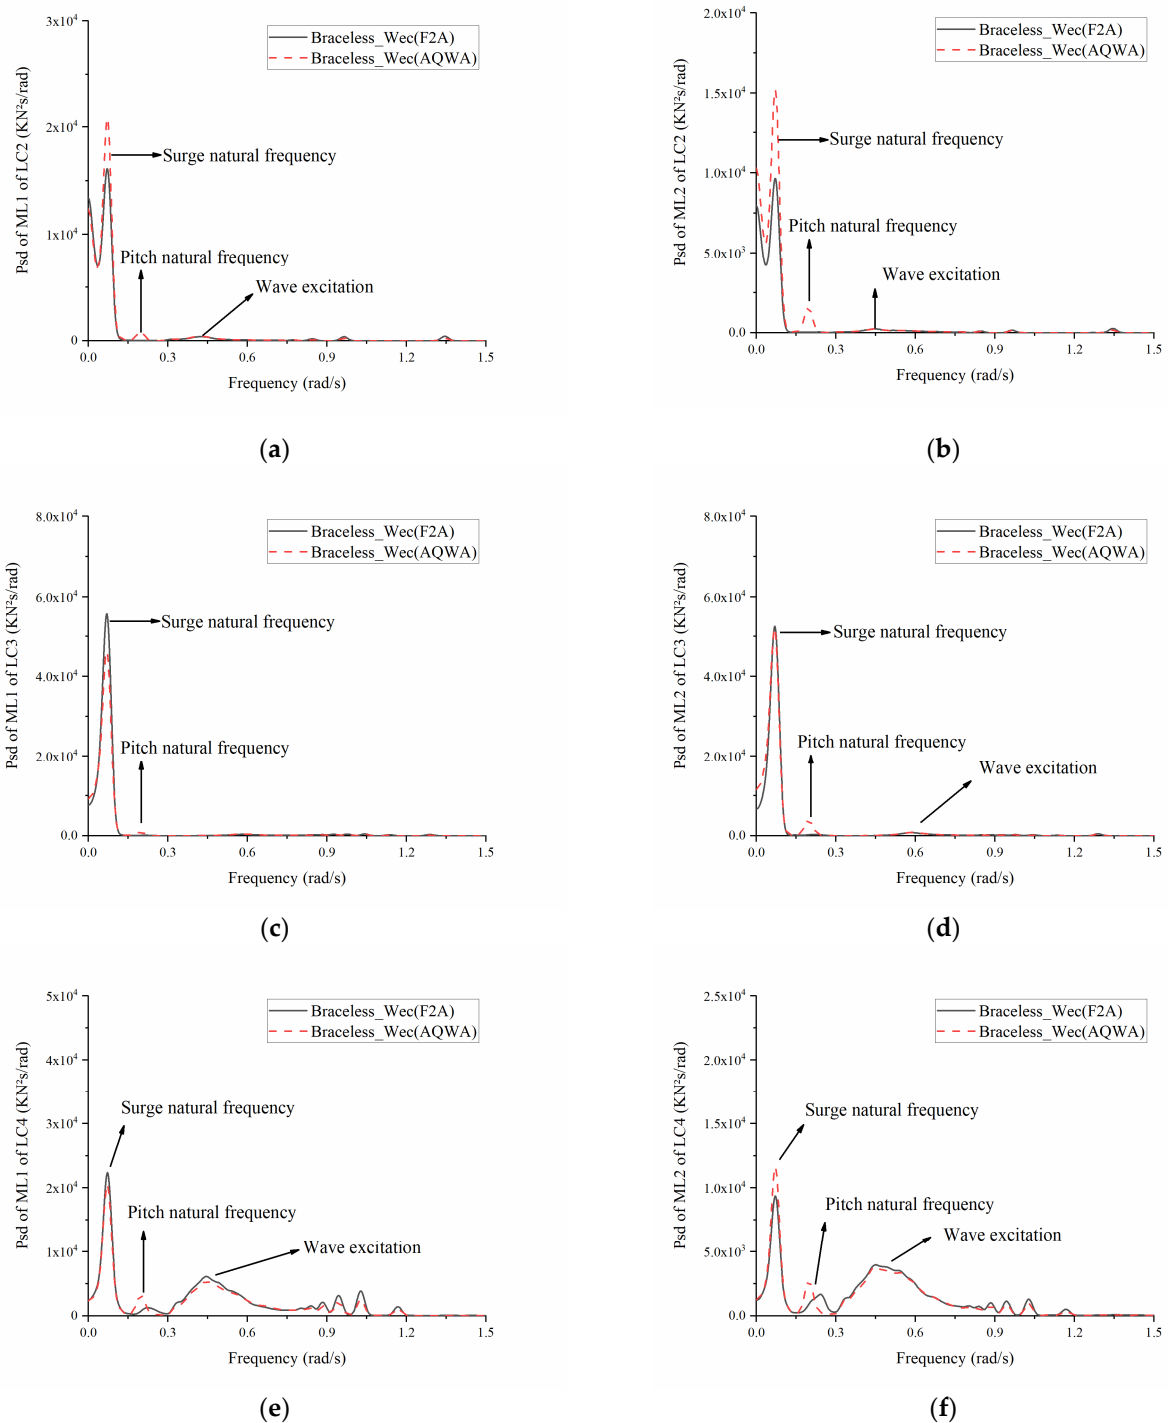 3x10⁴
2x10⁴
1x10⁴
0
Psd of ML1 of LC2 (KN²s/rad)
Braceless_Wec(F2A)
Braceless_Wec(AQWA)
Surge natural frequency
Pitch natural frequency
Wave excitation
0.0 0.3 0.6 0.9 1.2 1.5
Frequency (rad/s)
(a)
2.0x10⁴
1.5x10⁴
1.0x10⁴
5.0x10³
0.0
Psd of ML2 of LC2 (KN²s/rad)
Braceless_Wec(F2A)
Braceless_Wec(AQWA)
Surge natural frequency
Pitch natural frequency
Wave excitation
0.0 0.3 0.6 0.9 1.2 1.5
Frequency (rad/s)
(b)
8.0x10⁴
6.0x10⁴
4.0x10⁴
2.0x10⁴
0.0
Psd of ML1 of LC3 (KN²s/rad)
Braceless_Wec(F2A)
Braceless_Wec(AQWA)
Surge natural frequency
Pitch natural frequency
0.0 0.3 0.6 0.9 1.2 1.5
Frequency (rad/s)
(c)
8.0x10⁴
6.0x10⁴
4.0x10⁴
2.0x10⁴
0.0
Psd of ML2 of LC3 (KN²s/rad)
Braceless_Wec(F2A)
Braceless_Wec(AQWA)
Surge natural frequency
Pitch natural frequency
Wave excitation
0.0 0.3 0.6 0.9 1.2 1.5
Frequency (rad/s)
(d)
5x10⁴
4x10⁴
3x10⁴
2x10⁴
1x10⁴
0
Psd of ML1 of LC4 (KN²s/rad)
Braceless_Wec(F2A)
Braceless_Wec(AQWA)
Surge natural frequency
Pitch natural frequency
Wave excitation
0.0 0.3 0.6 0.9 1.2 1.5
Frequency (rad/s)
(e)
2.5x10⁴
2.0x10⁴
1.5x10⁴
1.0x10⁴
5.0x10³
0.0
Psd of ML2 of LC4 (KN²s/rad)
Braceless_Wec(F2A)
Braceless_Wec(AQWA)
Surge natural frequency
Pitch natural frequency
Wave excitation
0.0 0.3 0.6 0.9 1.2 1.5
Frequency (rad/s)
(f)